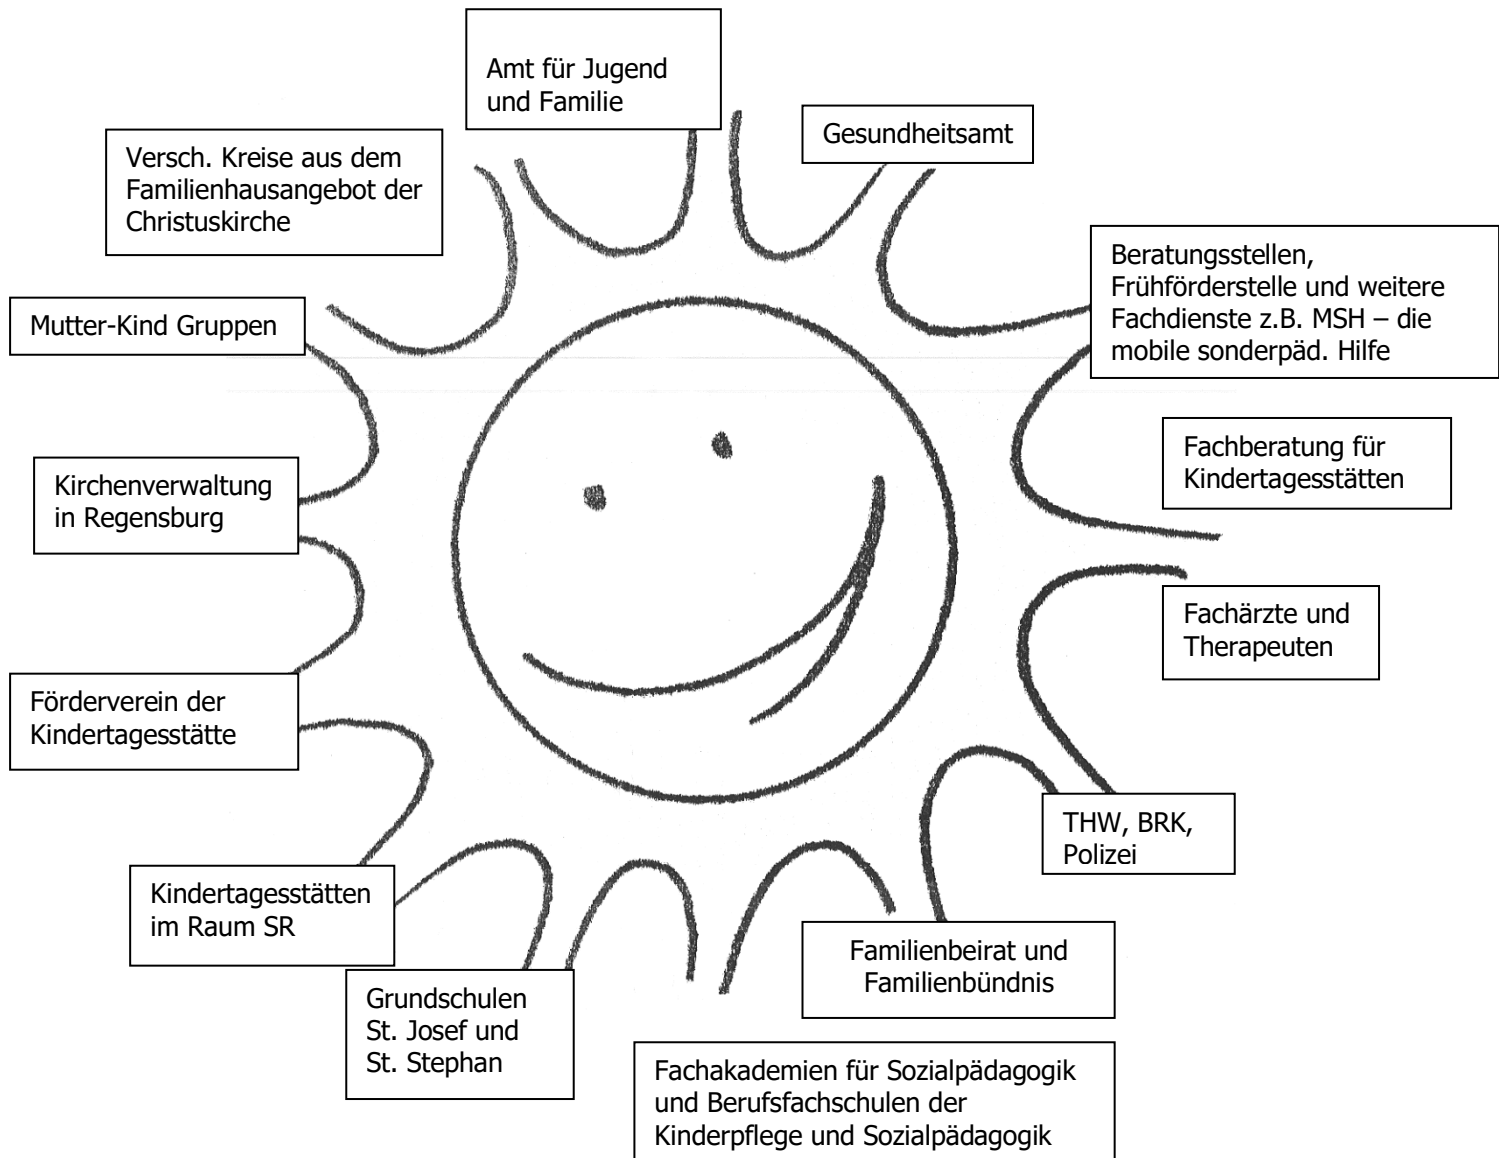 Amt für Jugend
und Familie
Gesundheitsamt
Versch. Kreise aus dem
Familienhausangebot der
Christuskirche
Beratungsstellen,
Frühförderstelle und weitere
Fachdienste z.B. MSH – die
mobile sonderpäd. Hilfe
Mutter-Kind Gruppen
Fachberatung für
Kindertagesstätten
Kirchenverwaltung
in Regensburg
Fachärzte und
Therapeuten
Förderverein der
Kindertagesstätte
THW, BRK,
Polizei
Kindertagesstätten
im Raum SR
Familienbeirat und
Familienbündnis
Grundschulen
St. Josef und
St. Stephan
Fachakademien für Sozialpädagogik
und Berufsfachschulen der
Kinderpflege und Sozialpädagogik